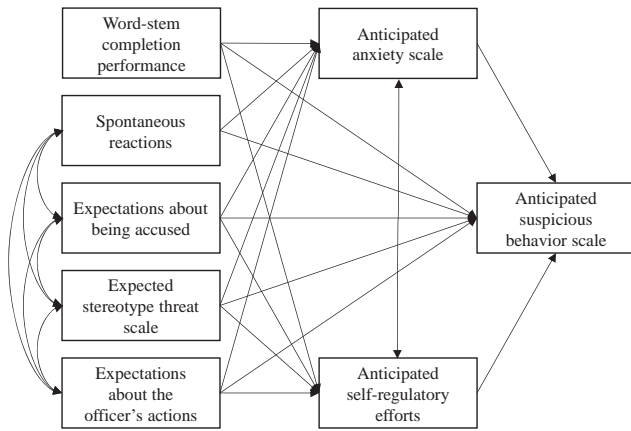 Word-stem
completion
performance
Anticipated
anxiety scale
Spontaneous
reactions
Expectations about
being accused
Anticipated
suspicious
behavior scale
Expected
stereotype threat
scale
Expectations
about the
officer's actions
Anticipated
self-regulatory
efforts